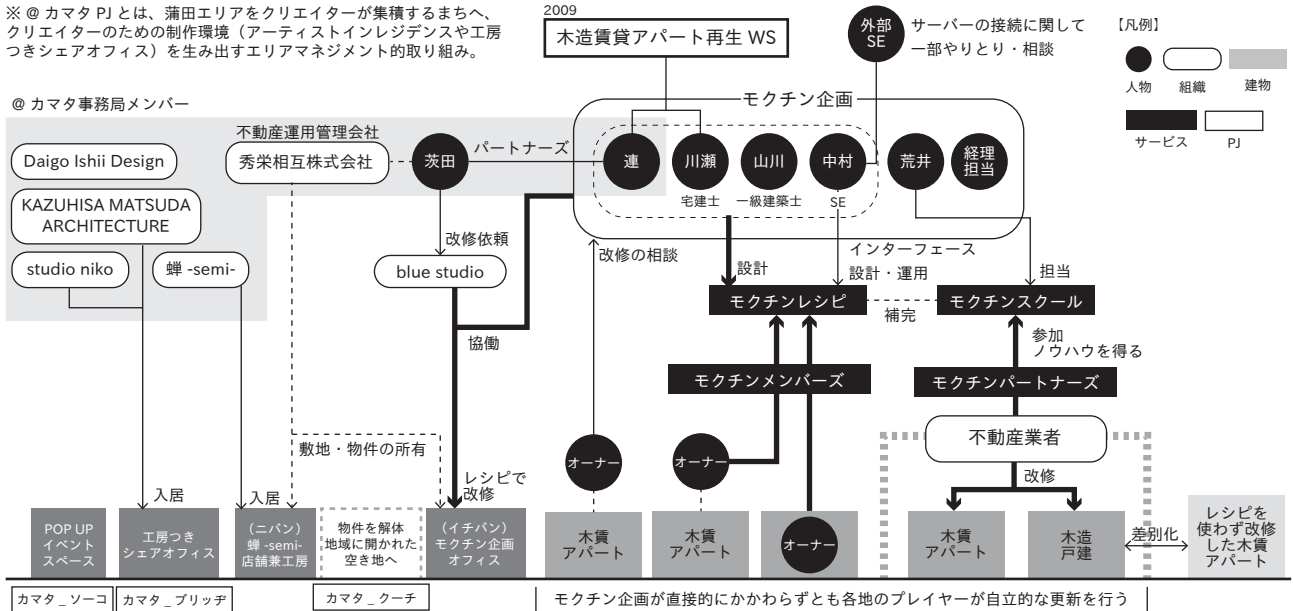 ※ @ カマタ PJ とは、蒲田エリアをクリエイターが集積するまちへ、
クリエイターのための制作環境（アーティストインレジデンスや工房
つきシェアオフィス）を生み出すエリアマネジメント的取り組み。
2009
木造賃貸アパート再生 WS
外部
SE
サーバーの接続に関して
一部やりとり・相談
【凡例】
人物
組織
建物
サービス
PJ
@ カマタ事務局メンバー
モクチン企画
Daigo Ishii Design
不動産運用管理会社
秀栄相互株式会社
茨田
パートナーズ
連
川瀬
山川
中村
荒井
経理
担当
宅建士
一級建築士
SE
KAZUHISA MATSUDA
ARCHITECTURE
studio niko
蝉 -semi-
改修依頼
blue studio
改修の相談
設計
インターフェース
設計・運用
担当
モクチンレシピ
補完
モクチンスクール
協働
参加
ノウハウを得る
モクチンメンバーズ
モクチンパートナーズ
敷地・物件の所有
オーナー
オーナー
不動産業者
入居
入居
レシピで
改修
改修
POP UP
イベント
スペース
工房つき
シェアオフィス
（ニバン）
蝉 -semi-
店舗兼工房
物件を解体
地域に開かれた
空き地へ
（イチバン）
モクチン企画
オフィス
木賃
アパート
木賃
アパート
オーナー
木賃
アパート
木造
戸建
差別化
レシピを
使わず改修
した木賃
アパート
カマタ_ソーコ
カマタ_ブリッヂ
カマタ_クーチ
モクチン企画が直接的にかかわらずとも各地のプレイヤーが自立的な更新を行う